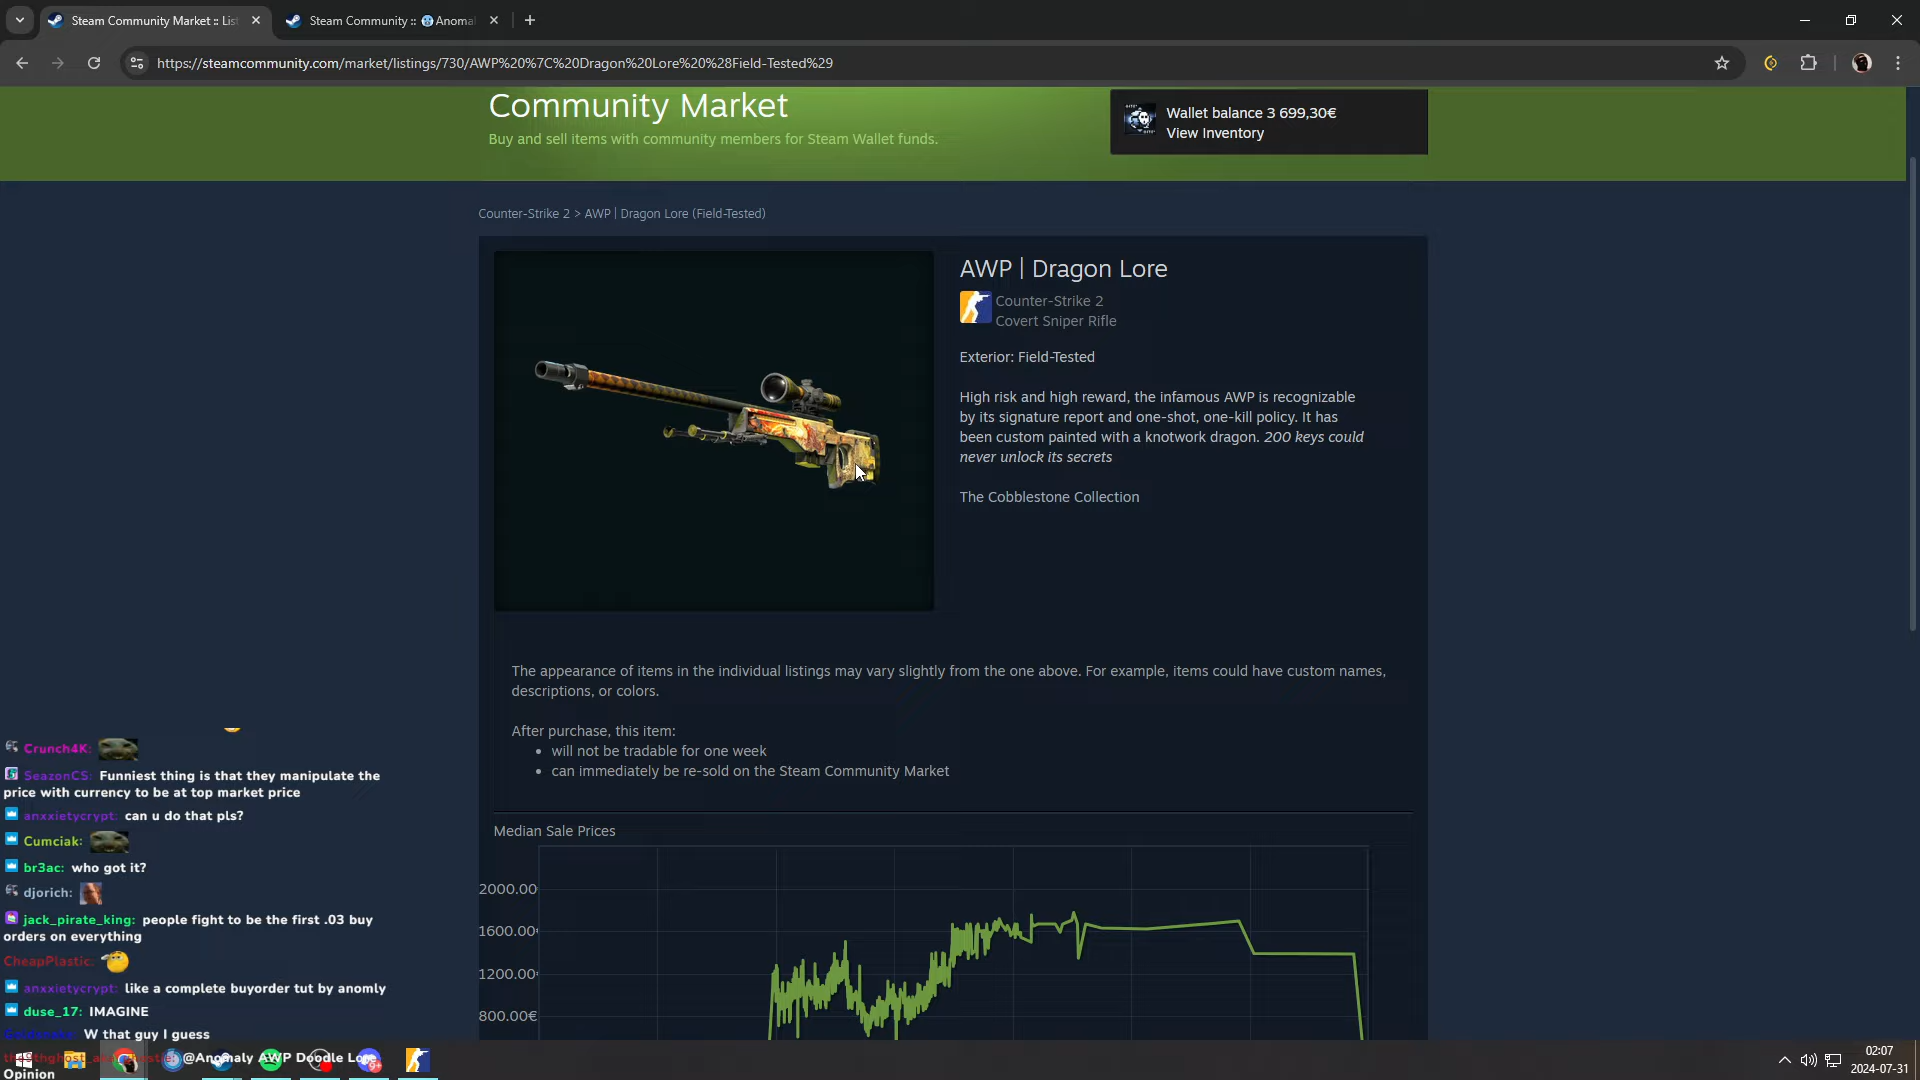 Steam Community Market :: List
Steam Community :: Anomal
https://steamcommunity.com/market/listings/730/AWP%20%7C%20Dragon%20Lore%20%28Field-Tested%29
Community Market
Buy and sell items with community members for Steam Wallet funds.
Wallet balance 3 699,30€
View Inventory
Counter-Strike 2 > AWP | Dragon Lore (Field-Tested)
AWP | Dragon Lore
Counter-Strike 2
Covert Sniper Rifle
Exterior: Field-Tested
High risk and high reward, the infamous AWP is recognizable
by its signature report and one-shot, one-kill policy. It has
been custom painted with a knotwork dragon. 200 keys could
never unlock its secrets
The Cobblestone Collection
The appearance of items in the individual listings may vary slightly from the one above. For example, items could have custom names,
descriptions, or colors.
After purchase, this item:
• will not be tradable for one week
• can immediately be re-sold on the Steam Community Market
Median Sale Prices
2000.00
1600.00
1200.00
800.00€
Crunch4K:
SeazonCS: Funniest thing is that they manipulate the
price with currency to be at top market price
anxxietycrypt: can u do that pls?
Cumciak:
br3ac: who got it?
djorich:
jack_pirate_king: people fight to be the first .03 buy
orders on everything
CheapPlastic:
anxxietycrypt: like a complete buyorder tut by anomly
duse_17: IMAGINE
W that guy I guess
@Anomaly AWP Doodle Lore
Opinion
9+
02:07
2024-07-31